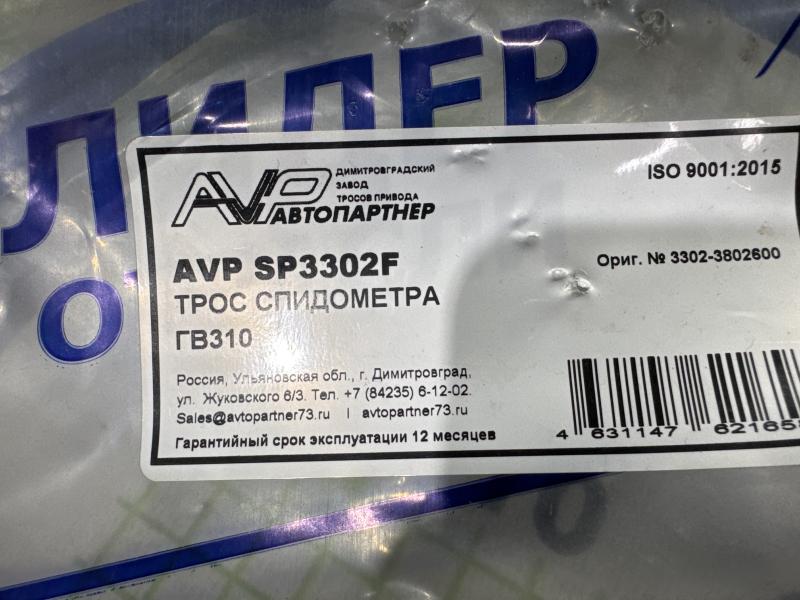 ЛИДЕР
AVP
ДИМИТРОВГРАДСКИЙ
ЗАВОД
ТРОСОВ ПРИВОДА
АВТОПАРТНЕР
ISO 9001:2015
AVP SP3302F
Ориг. № 3302-3802600
ТРОС СПИДОМЕТРА
ГВ310
Россия, Ульяновская обл., г. Димитровград,
ул. Жуковского 6/3. Тел. +7 (84235) 6-12-02.
Sales@avtopartner73.ru | avtopartner73.ru
Гарантийный срок эксплуатации 12 месяцев
4 631147 62165